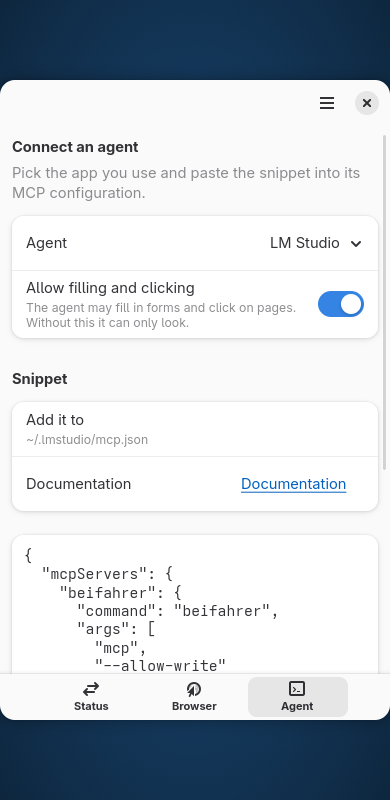 Connect an agent
Pick the app you use and paste the snippet into its
MCP configuration.
Agent
LM Studio
Allow filling and clicking
The agent may fill in forms and click on pages.
Without this it can only look.
Snippet
Add it to
~/.lmstudio/mcp.json
Documentation
Documentation
{
  "mcpServers": {
    "beifahrer": {
      "command": "beifahrer",
      "args": [
        "mcp",
        "--allow-write"
Status
Browser
Agent